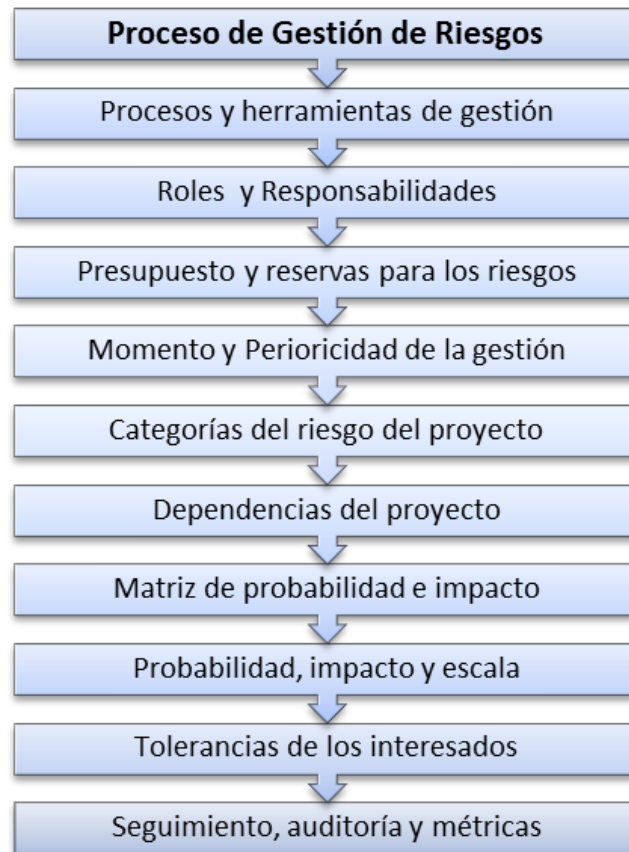 Proceso de Gestión de Riesgos
Procesos y herramientas de gestión
Roles y Responsabilidades
Presupuesto y reservas para los riesgos
Momento y Perioricidad de la gestión
Categorías del riesgo del proyecto
Dependencias del proyecto
Matriz de probabilidad e impacto
Probabilidad, impacto y escala
Tolerancias de los interesados
Seguimiento, auditoría y métricas